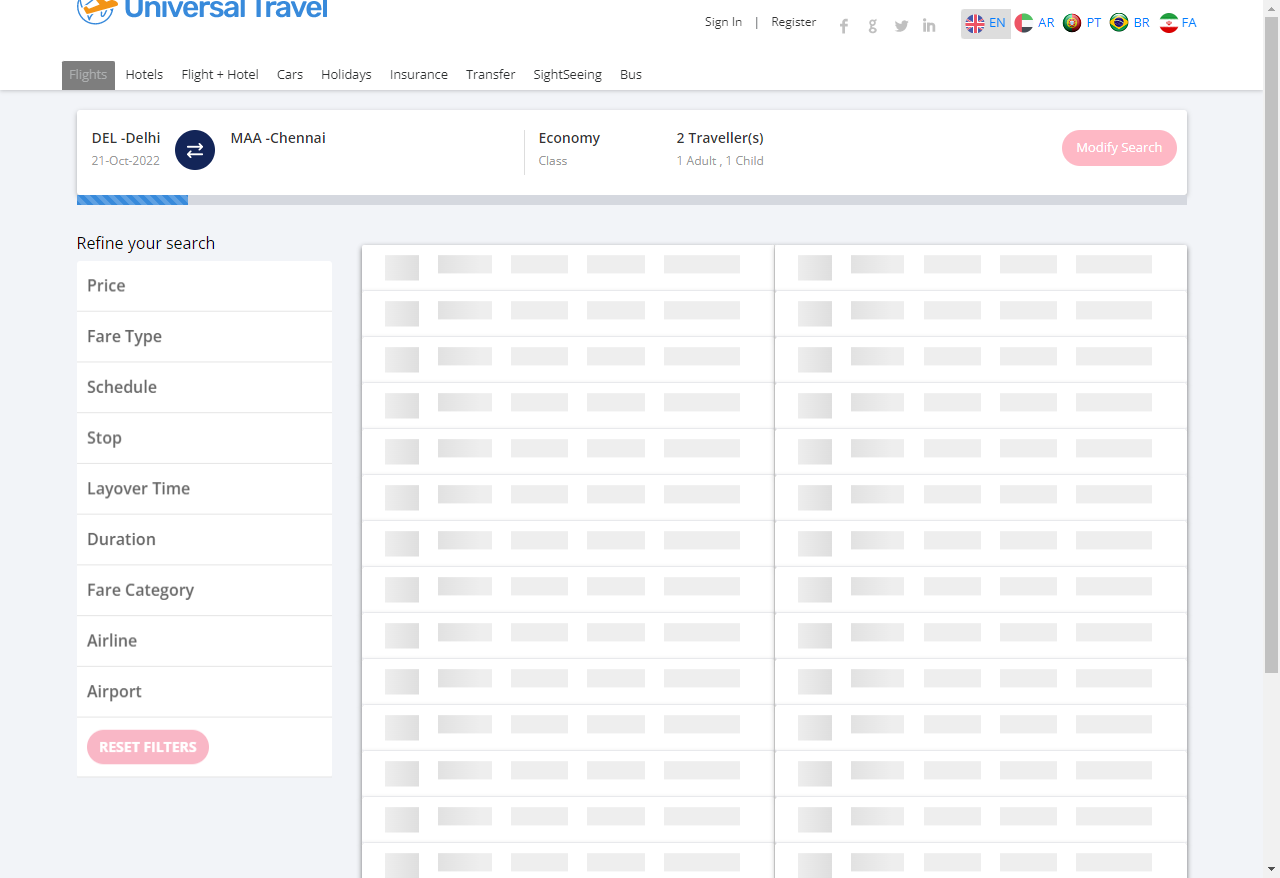 Universal Travel
Sign In | Register
EN AR PT BR FA
Flights Hotels Flight + Hotel Cars Holidays Insurance Transfer SightSeeing Bus
DEL -Delhi MAA -Chennai Economy 2 Traveller(s)
21-Oct-2022 Class 1 Adult , 1 Child
Modify Search
Refine your search
Price
Fare Type
Schedule
Stop
Layover Time
Duration
Fare Category
Airline
Airport
RESET FILTERS